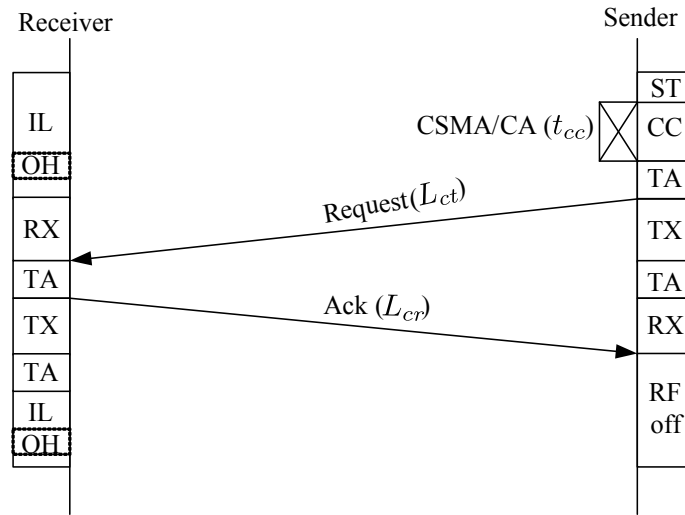 Receiver
Sender
IL
OH
RX
TA
TX
TA
IL
OH
CSMA/CA (t_cc)
Request(L_ct)
Ack (L_cr)
ST
CC
TA
TX
TA
RX
RF
off